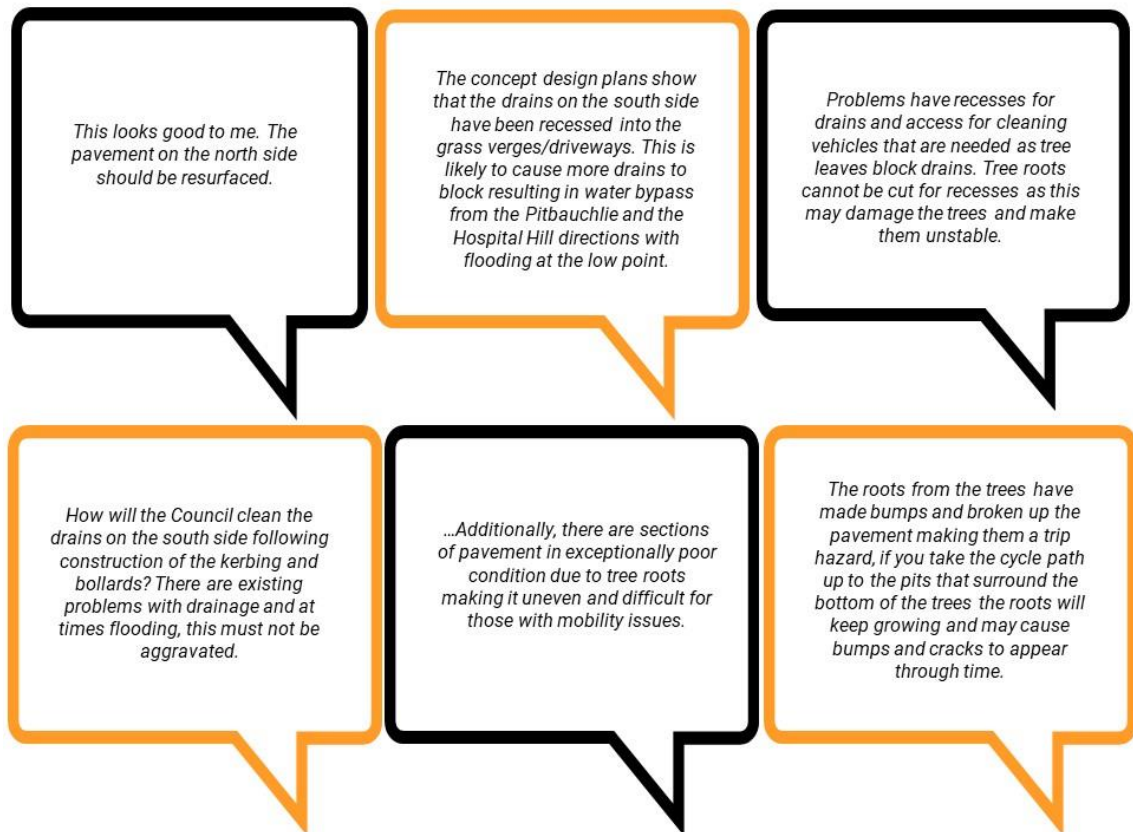 This looks good to me. The
pavement on the north side
should be resurfaced.
The concept design plans show
that the drains on the south side
have been recessed into the
grass verges/driveways. This is
likely to cause more drains to
block resulting in water bypass
from the Pitbauchlie and the
Hospital Hill directions with
flooding at the low point.
Problems have recesses for
drains and access for cleaning
vehicles that are needed as tree
leaves block drains. Tree roots
cannot be cut for recesses as this
may damage the trees and make
them unstable.
How will the Council clean the
drains on the south side following
construction of the kerbing and
bollards? There are existing
problems with drainage and at
times flooding, this must not be
aggravated.
...Additionally, there are sections
of pavement in exceptionally poor
condition due to tree roots
making it uneven and difficult for
those with mobility issues.
The roots from the trees have
made bumps and broken up the
pavement making them a trip
hazard, if you take the cycle path
up to the pits that surround the
bottom of the trees the roots will
keep growing and may cause
bumps and cracks to appear
through time.